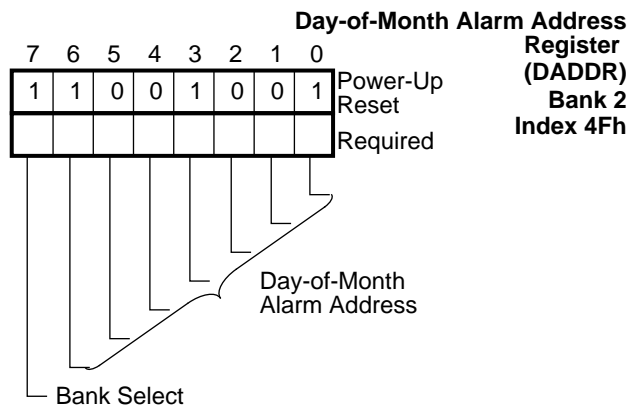 Day-of-Month Alarm Address
Register
(DADDR)
Bank 2
Index 4Fh
7 6 5 4 3 2 1 0
1 1 0 0 1 0 0 1
Power-Up
Reset
Required
Day-of-Month
Alarm Address
Bank Select